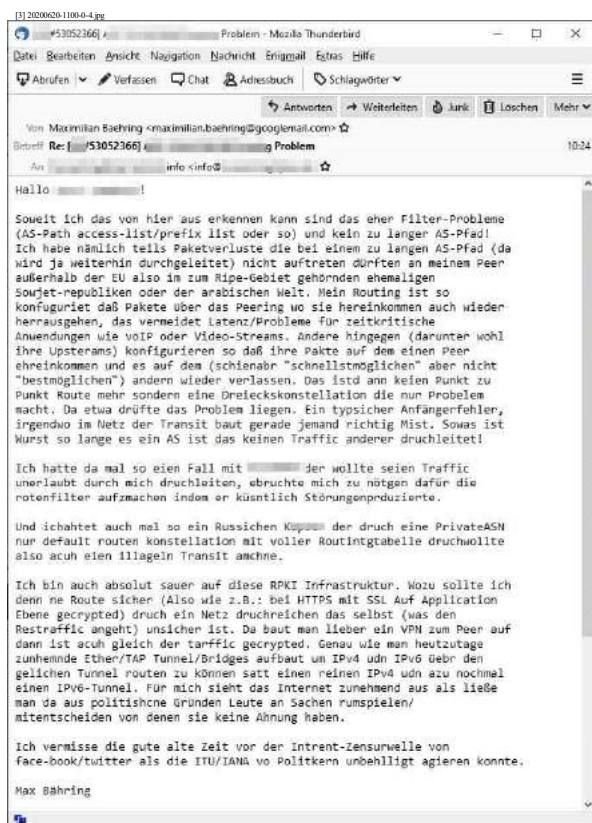 [3] 20200620-1100-0-4.jpg
#53052366] Problem - Mozilla Thunderbird
Datei Bearbeiten Ansicht Navigation Nachricht Enigmail Extras Hilfe
Abrufen Verfassen Chat Adressbuch Schlagwörter
Antworten Weiterleiten Junk Löschen Mehr
Von Maximilian Baehring <maximilian.baehring@googlemail.com>
Betreff Re: [ /53052366] g Problem 10:24
An info <info@
Hallo !
Soweit ich das von hier aus erkennen kann sind das eher Filter-Probleme
(AS-Path access-list/prefix list oder so) und kein zu langer AS-Pfad!
Ich habe nämlich teils Paketverluste die bei einem zu langen AS-Pfad (da
wird ja weiterhin durchgeleitet) nicht auftreten dürften an meinem Peer
außerhalb der EU also im zum Ripe-Gebiet gehörnden ehemaligen
Sowjet-republiken oder der arabischen Welt. Mein Routing ist so
konfuguriet daß Pakete über das Peering wo sie hereinkommen auch wieder
herrausgehen, das vermeidet Latenz/Probleme für zeitkritische
Anwendungen wie voIP oder Video-Streams. Andere hingegen (darunter wohl
ihre Upsterams) konfigurieren so daß ihre Pakte auf dem einen Peer
ehreinkommen und es auf dem (schienabr "schnellstmöglichen" aber nicht
"bestmöglichen") andern wieder verlassen. Das istd ann keien Punkt zu
Punkt Route mehr sondern eine Dreieckskonstellation die nur Probelem
macht. Da etwa drüfte das Problem liegen. Ein typsicher Anfängerfehler,
irgendwo im Netz der Transit baut gerade jemand richtig Mist. Sowas ist
Wurst so lange es ein AS ist das keinen Traffic anderer druchleitet!
Ich hatte da mal so eien Fall mit der wollte seien Traffic
unerlaubt durch mich druchleiten, ebruchte mich zu nötgen dafür die
rotenfilter aufzmachen indem er küsntlich Störungenprduzierte.
Und ichahtet auch mal so ein Russichen der druch eine PrivateASN
nur default routen konstellation mit voller Routintgtabelle druchwollte
also acuh eien illageln Transit amchne.
Ich bin auch absolut sauer auf diese RPKI Infrastruktur. Wozu sollte ich
denn ne Route sicher (Also wie z.B.: bei HTTPS mit SSL Auf Application
Ebene gecrypted) druch ein Netz druchreichen das selbst (was den
Restraffic angeht) unsicher ist. Da baut man lieber ein VPN zum Peer auf
dann ist acuh gleich der tarffic gecrypted. Genau wie man heutzutage
zunhemnde Ether/TAP Tunnel/Bridges aufbaut um IPv4 udn IPv6 üebr den
gelichen Tunnel routen zu können satt einen reinen IPv4 udn azu nochmal
einen IPv6-Tunnel. Für mich sieht das Internet zunehmend aus als ließe
man da aus politishcne Gründen Leute an Sachen rumspielen/
mitentscheiden von denen sie keine Ahnung haben.
Ich vermisse die gute alte Zeit vor der Intrent-Zensurwelle von
face-book/twitter als die ITU/IANA vo Politkern unbehlligt agieren konnte.
Max Bähring